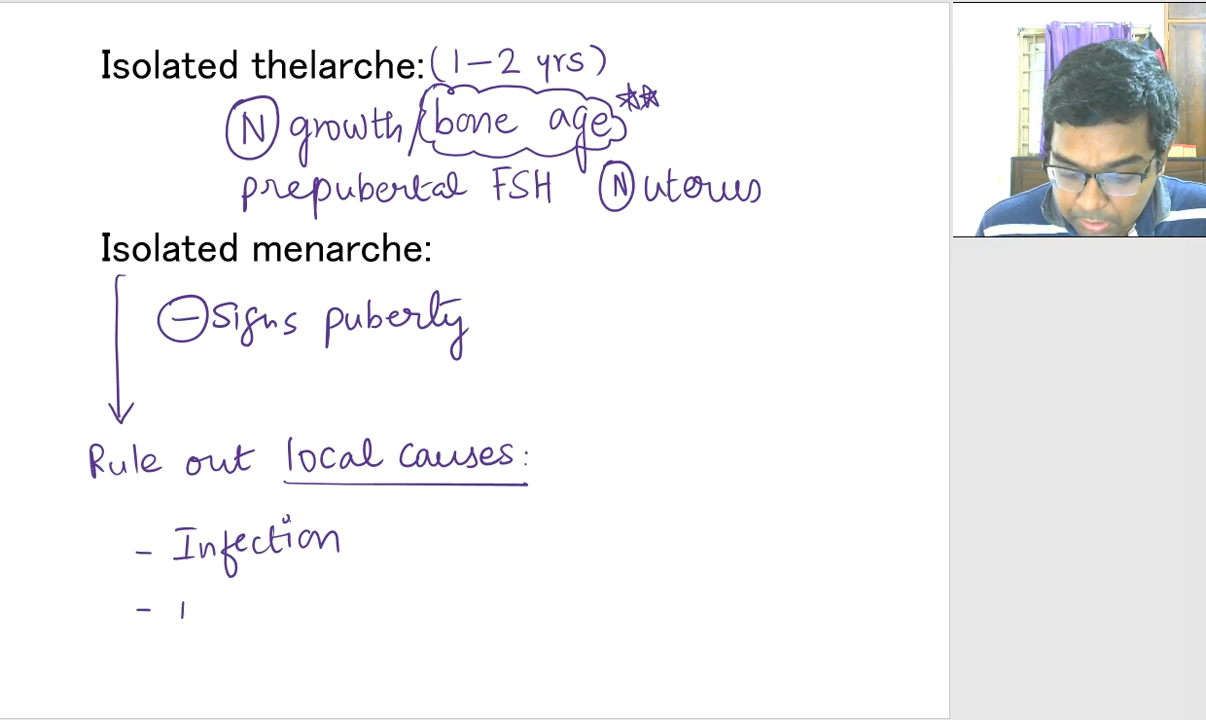 Isolated thelarche: (1-2 yrs)
N growth/bone age**
prepubertal FSH N uterus
Isolated menarche:
- signs puberty
Rule out local causes:
- Infection
-